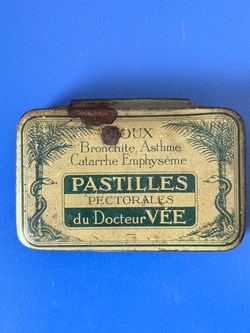 Bronchite, Asthme
Catarrhe Emphysème
PASTILLES
PECTORALES
du Docteur VÉE